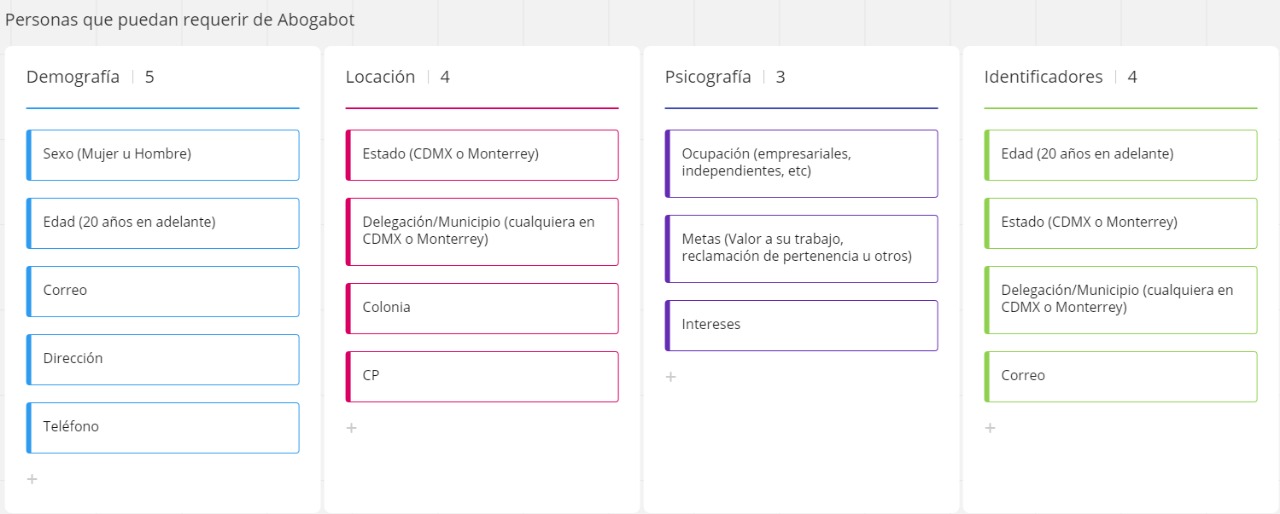 Personas que puedan requerir de Abogabot
Demografía | 5
Sexo (Mujer u Hombre)
Edad (20 años en adelante)
Correo
Dirección
Teléfono
+
Locación | 4
Estado (CDMX o Monterrey)
Delegación/Municipio (cualquiera en
CDMX o Monterrey)
Colonia
CP
+
Psicografía | 3
Ocupación (empresariales,
independientes, etc)
Metas (Valor a su trabajo,
reclamación de pertenencia u otros)
Intereses
+
Identificadores | 4
Edad (20 años en adelante)
Estado (CDMX o Monterrey)
Delegación/Municipio (cualquiera en
CDMX o Monterrey)
Correo
+